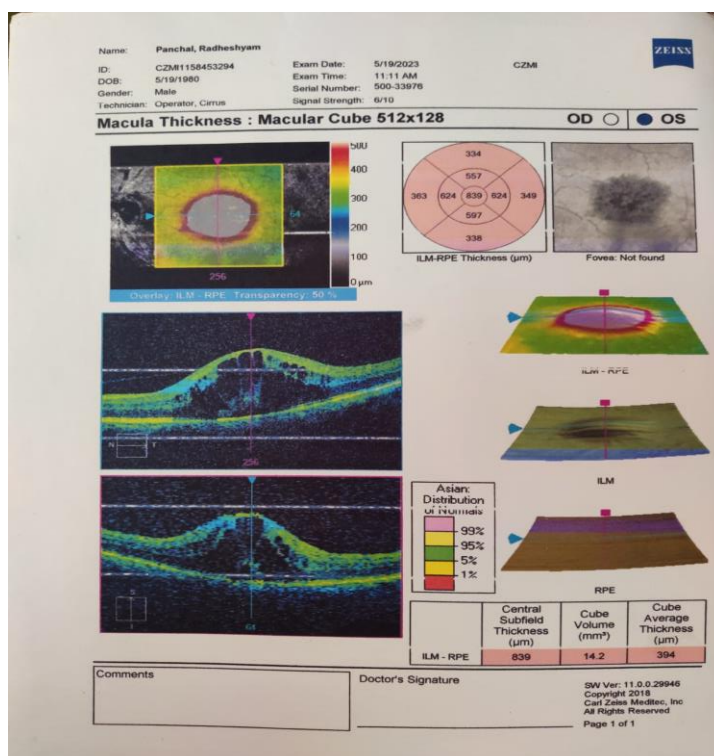 Name: Panchal, Radheshyam
ZEISS
ID: CZMI1158453294 Exam Date: 5/19/2023 CZMI
DOB: 5/19/1980 Exam Time: 11:11 AM
Gender: Male Serial Number: 500-33976
Technician: Operator, Cirrus Signal Strength: 6/10
Macula Thickness : Macular Cube 512x128 OD OS
500
400
300
200
100
0 µm
64
256
Overlay: ILM - RPE Transparency: 50 %
334
557
363 624 839 624 349
597
338
ILM-RPE Thickness (µm)
Fovea: Not found
N T
256
S
I
64
ILM - RPE
ILM
RPE
Asian:
Distribution
of Normals
99%
95%
5%
1%
Central Subfield Thickness (µm) Cube Volume (mm³) Cube Average Thickness (µm)
ILM - RPE 839 14.2 394
Comments
Doctor's Signature
SW Ver: 11.0.0.29946
Copyright 2018
Carl Zeiss Meditec, Inc
All Rights Reserved
Page 1 of 1